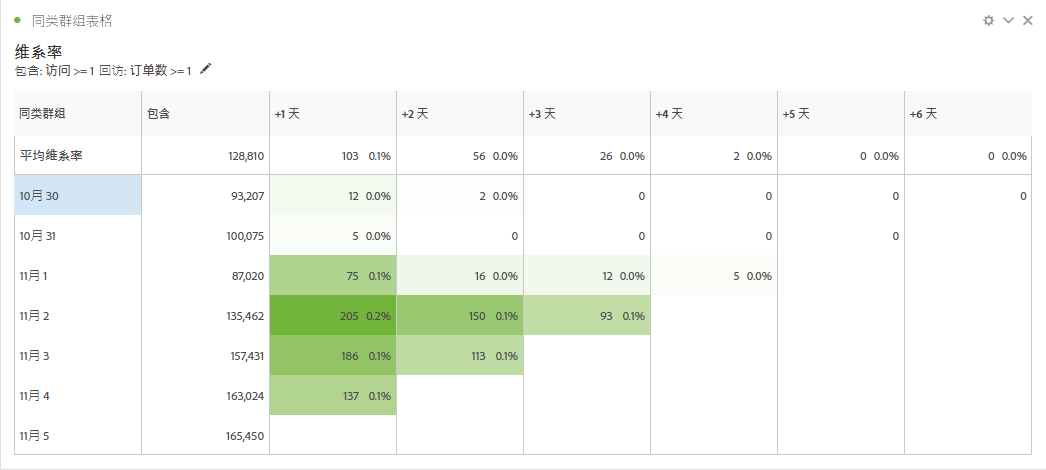 同类群组表格
维系率
包含: 访问 >=1 回访: 订单数 >=1
同类群组 包含 +1 天 +2 天 +3 天 +4 天 +5 天 +6 天
平均维系率 128,810 103 0.1% 56 0.0% 26 0.0% 2 0.0% 0 0.0% 0 0.0%
10月 30 93,207 12 0.0% 2 0.0% 0 0 0 0
10月 31 100,075 5 0.0% 0 0 0 0
11月 1 87,020 75 0.1% 16 0.0% 12 0.0% 5 0.0%
11月 2 135,462 205 0.2% 150 0.1% 93 0.1%
11月 3 157,431 186 0.1% 113 0.1%
11月 4 163,024 137 0.1%
11月 5 165,450